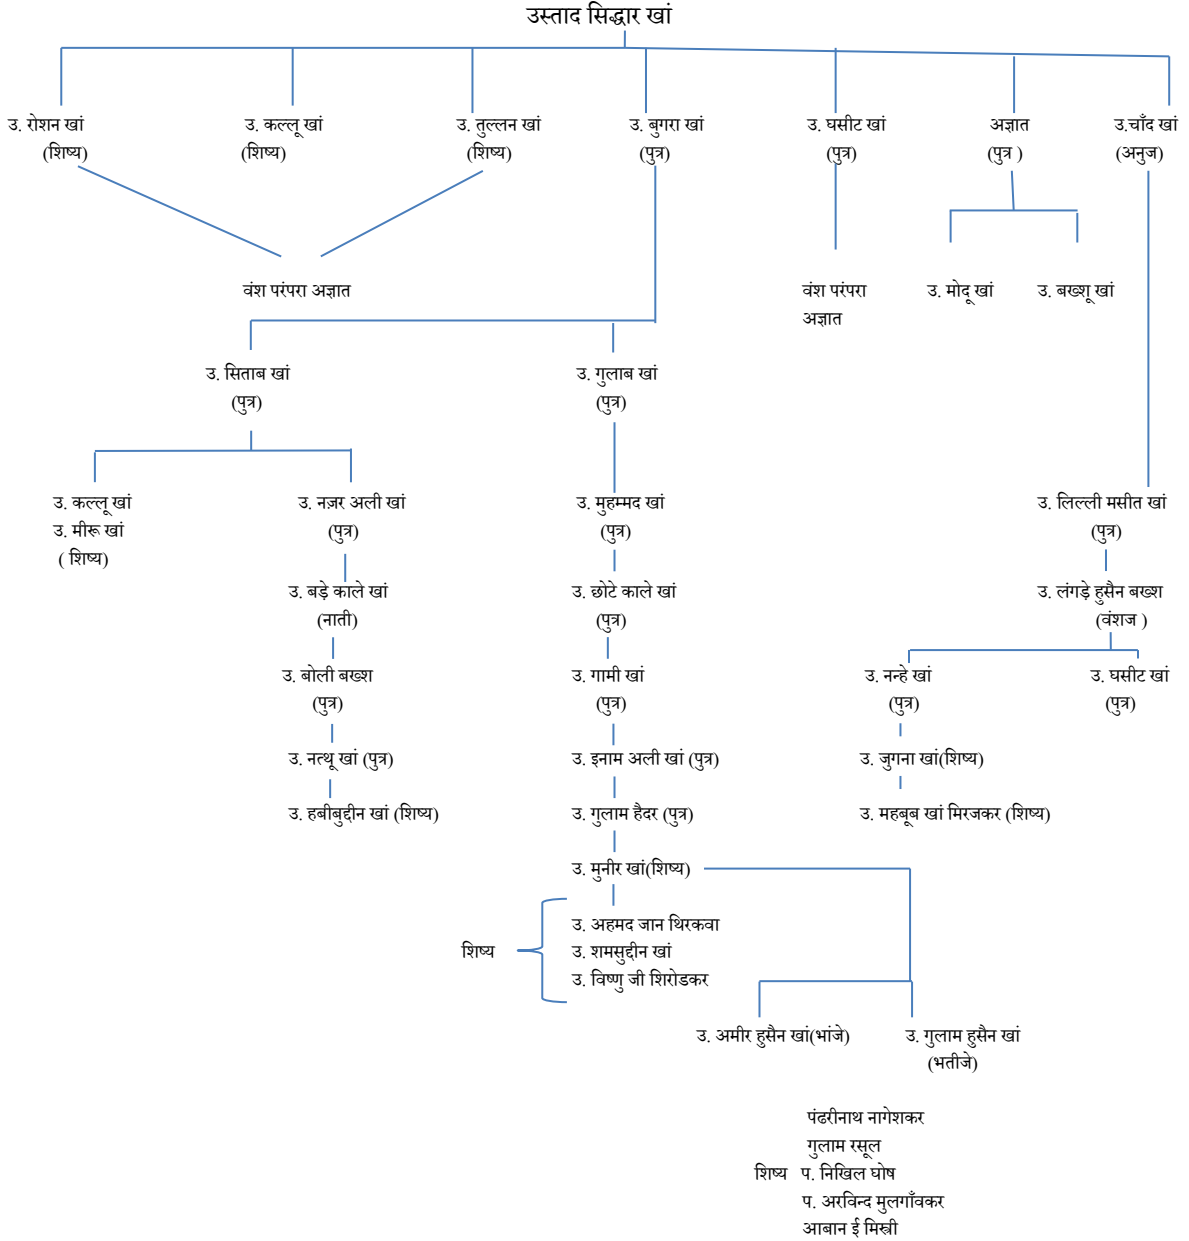 उस्ताद सिद्धार खां
उ. रोशन खां
(शिष्य)
उ. कल्लू खां
(शिष्य)
उ. तुल्लन खां
(शिष्य)
उ. बुगरा खां
(पुत्र)
उ. घसीट खां
(पुत्र)
अज्ञात
(पुत्र )
उ.चाँद खां
(अनुज)
वंश परंपरा अज्ञात
वंश परंपरा
अज्ञात
उ. मोदू खां
उ. बख्शू खां
उ. सिताब खां
(पुत्र)
उ. गुलाब खां
(पुत्र)
उ. कल्लू खां
उ. मीरू खां
( शिष्य)
उ. नज़र अली खां
(पुत्र)
उ. मुहम्मद खां
(पुत्र)
उ. लिल्ली मसीत खां
(पुत्र)
उ. बड़े काले खां
(नाती)
उ. छोटे काले खां
(पुत्र)
उ. लंगड़े हुसैन बख्श
(वंशज )
उ. बोली बख्श
(पुत्र)
उ. गामी खां
(पुत्र)
उ. नन्हे खां
(पुत्र)
उ. घसीट खां
(पुत्र)
उ. नत्थू खां (पुत्र)
उ. इनाम अली खां (पुत्र)
उ. जुगना खां(शिष्य)
उ. हबीबुद्दीन खां (शिष्य)
उ. गुलाम हैदर (पुत्र)
उ. महबूब खां मिरजकर (शिष्य)
उ. मुनीर खां(शिष्य)
शिष्य
उ. अहमद जान थिरकवा
उ. शमसुद्दीन खां
उ. विष्णु जी शिरोडकर
उ. अमीर हुसैन खां(भांजे)
उ. गुलाम हुसैन खां
(भतीजे)
पंढरीनाथ नागेशकर
गुलाम रसूल
शिष्य प. निखिल घोष
प. अरविन्द मुलगाँवकर
आबान ई मिस्त्री